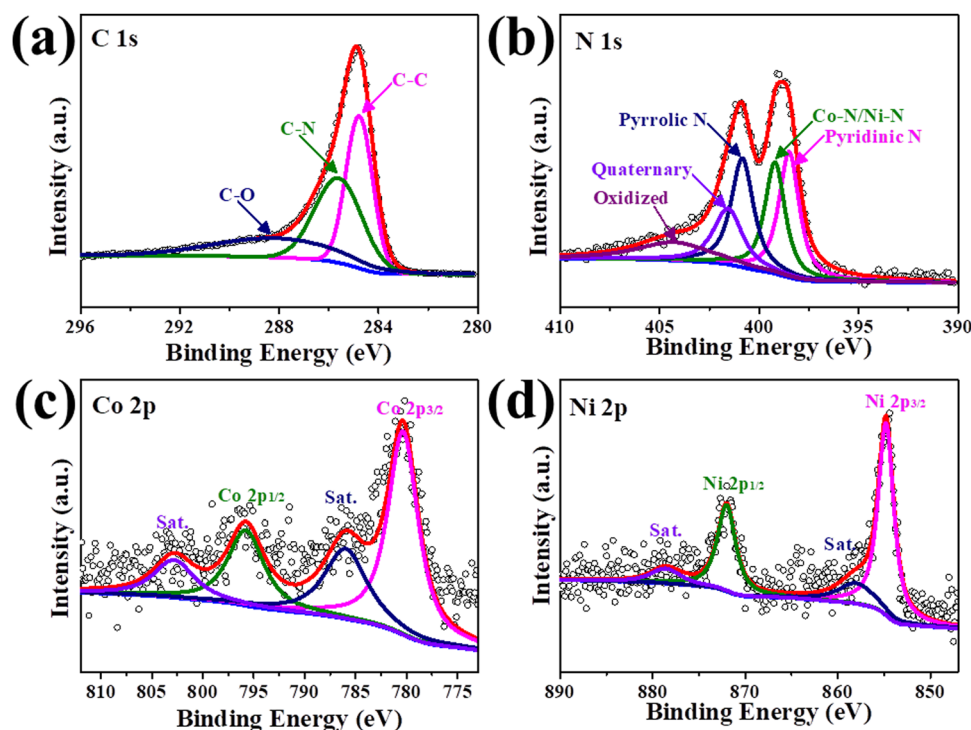 (a) C 1s
C-C
C-N
C-O
Intensity (a.u.)
296 292 288 284 280
Binding Energy (eV)
(b) N 1s
Pyrrolic N
Co-N/Ni-N
Pyridinic N
Quaternary
Oxidized
Intensity (a.u.)
410 405 400 395 390
Binding Energy (eV)
(c) Co 2p
Co 2p3/2
Sat.
Co 2p1/2
Sat.
Intensity (a.u.)
810 805 800 795 790 785 780 775
Binding Energy (eV)
(d) Ni 2p
Ni 2p3/2
Ni 2p1/2
Sat.
Sat.
Intensity (a.u.)
890 880 870 860 850
Binding Energy (eV)